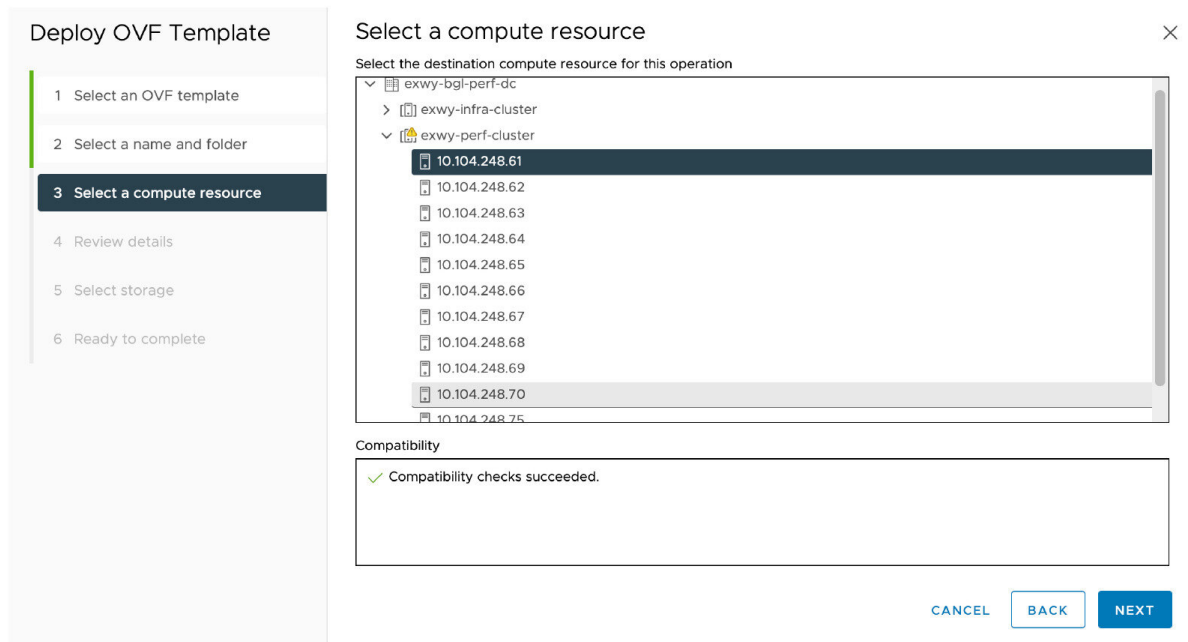 Deploy OVF Template
1 Select an OVF template
2 Select a name and folder
3 Select a compute resource
4 Review details
5 Select storage
6 Ready to complete
Select a compute resource
Select the destination compute resource for this operation
exwy-bgl-perf-dc
exwy-infra-cluster
exwy-perf-cluster
10.104.248.61
10.104.248.62
10.104.248.63
10.104.248.64
10.104.248.65
10.104.248.66
10.104.248.67
10.104.248.68
10.104.248.69
10.104.248.70
10.104.248.75
Compatibility
Compatibility checks succeeded.
CANCEL
BACK
NEXT